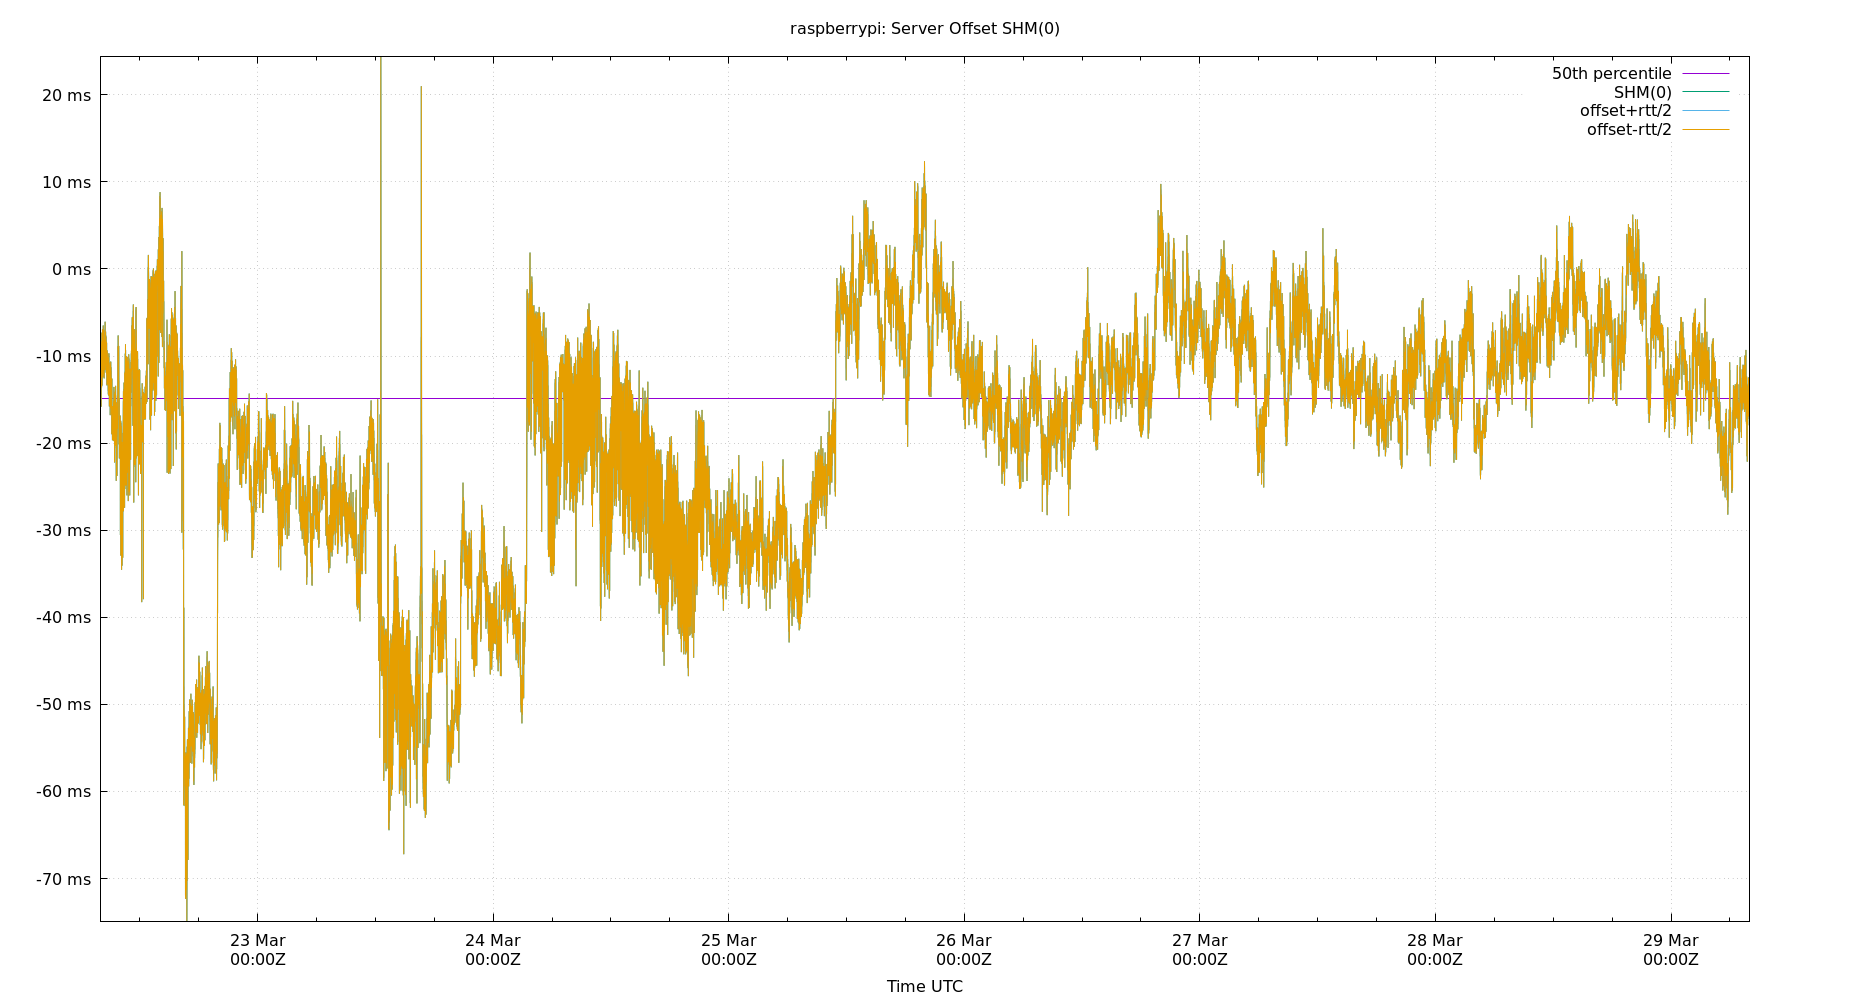 raspberrypi: Server Offset SHM(0)
50th percentile
SHM(0)
offset+rtt/2
offset-rtt/2
20 ms
10 ms
0 ms
-10 ms
-20 ms
-30 ms
-40 ms
-50 ms
-60 ms
-70 ms
23 Mar 24 Mar 25 Mar 26 Mar 27 Mar 28 Mar 29 Mar
00:00Z 00:00Z 00:00Z 00:00Z 00:00Z 00:00Z 00:00Z
Time UTC